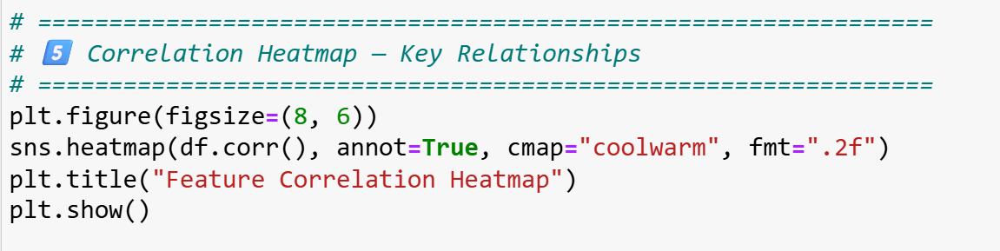 # ===============================================================
# 5️⃣ Correlation Heatmap – Key Relationships
# ===============================================================
plt.figure(figsize=(8, 6))
sns.heatmap(df.corr(), annot=True, cmap="coolwarm", fmt=".2f")
plt.title("Feature Correlation Heatmap")
plt.show()